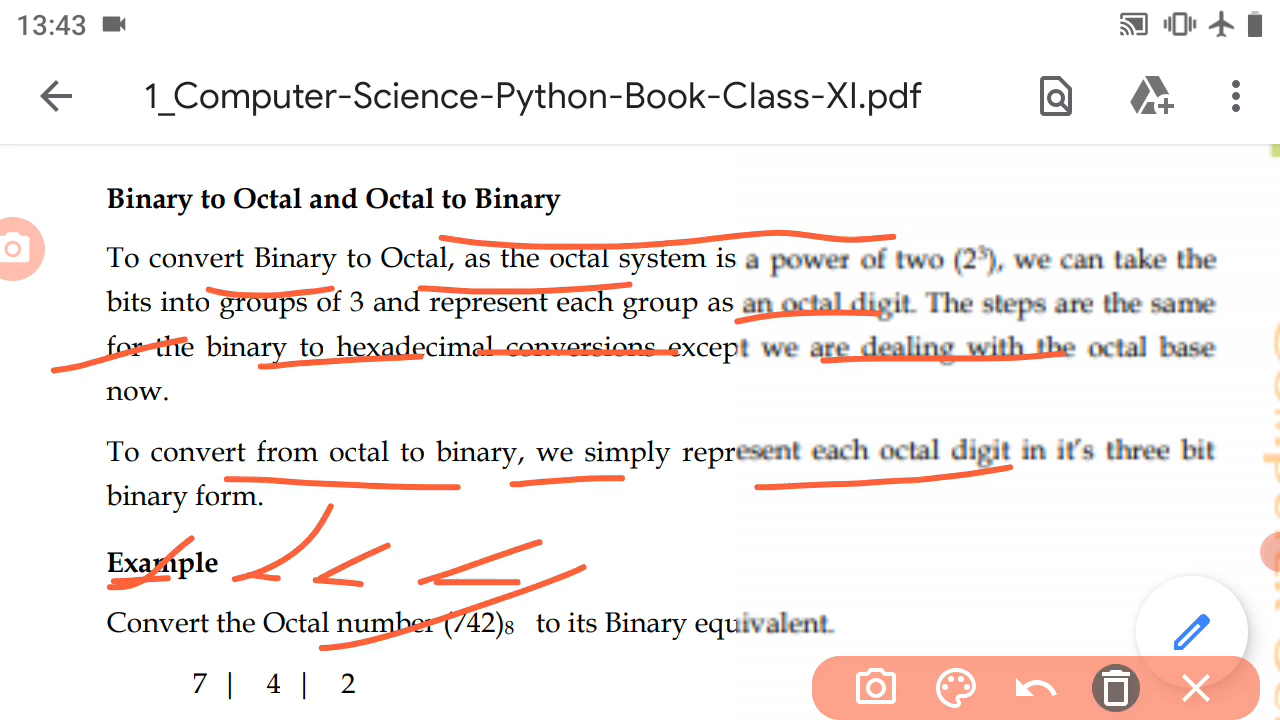 13:43
1_Computer-Science-Python-Book-Class-XI.pdf
Binary to Octal and Octal to Binary
To convert Binary to Octal, as the octal system is a power of two (2³), we can take the
bits into groups of 3 and represent each group as an octal digit. The steps are the same
for the binary to hexadecimal conversions except we are dealing with the octal base
now.
To convert from octal to binary, we simply represent each octal digit in it's three bit
binary form.
Example
Convert the Octal number (742)₈ to its Binary equivalent.
7 | 4 | 2